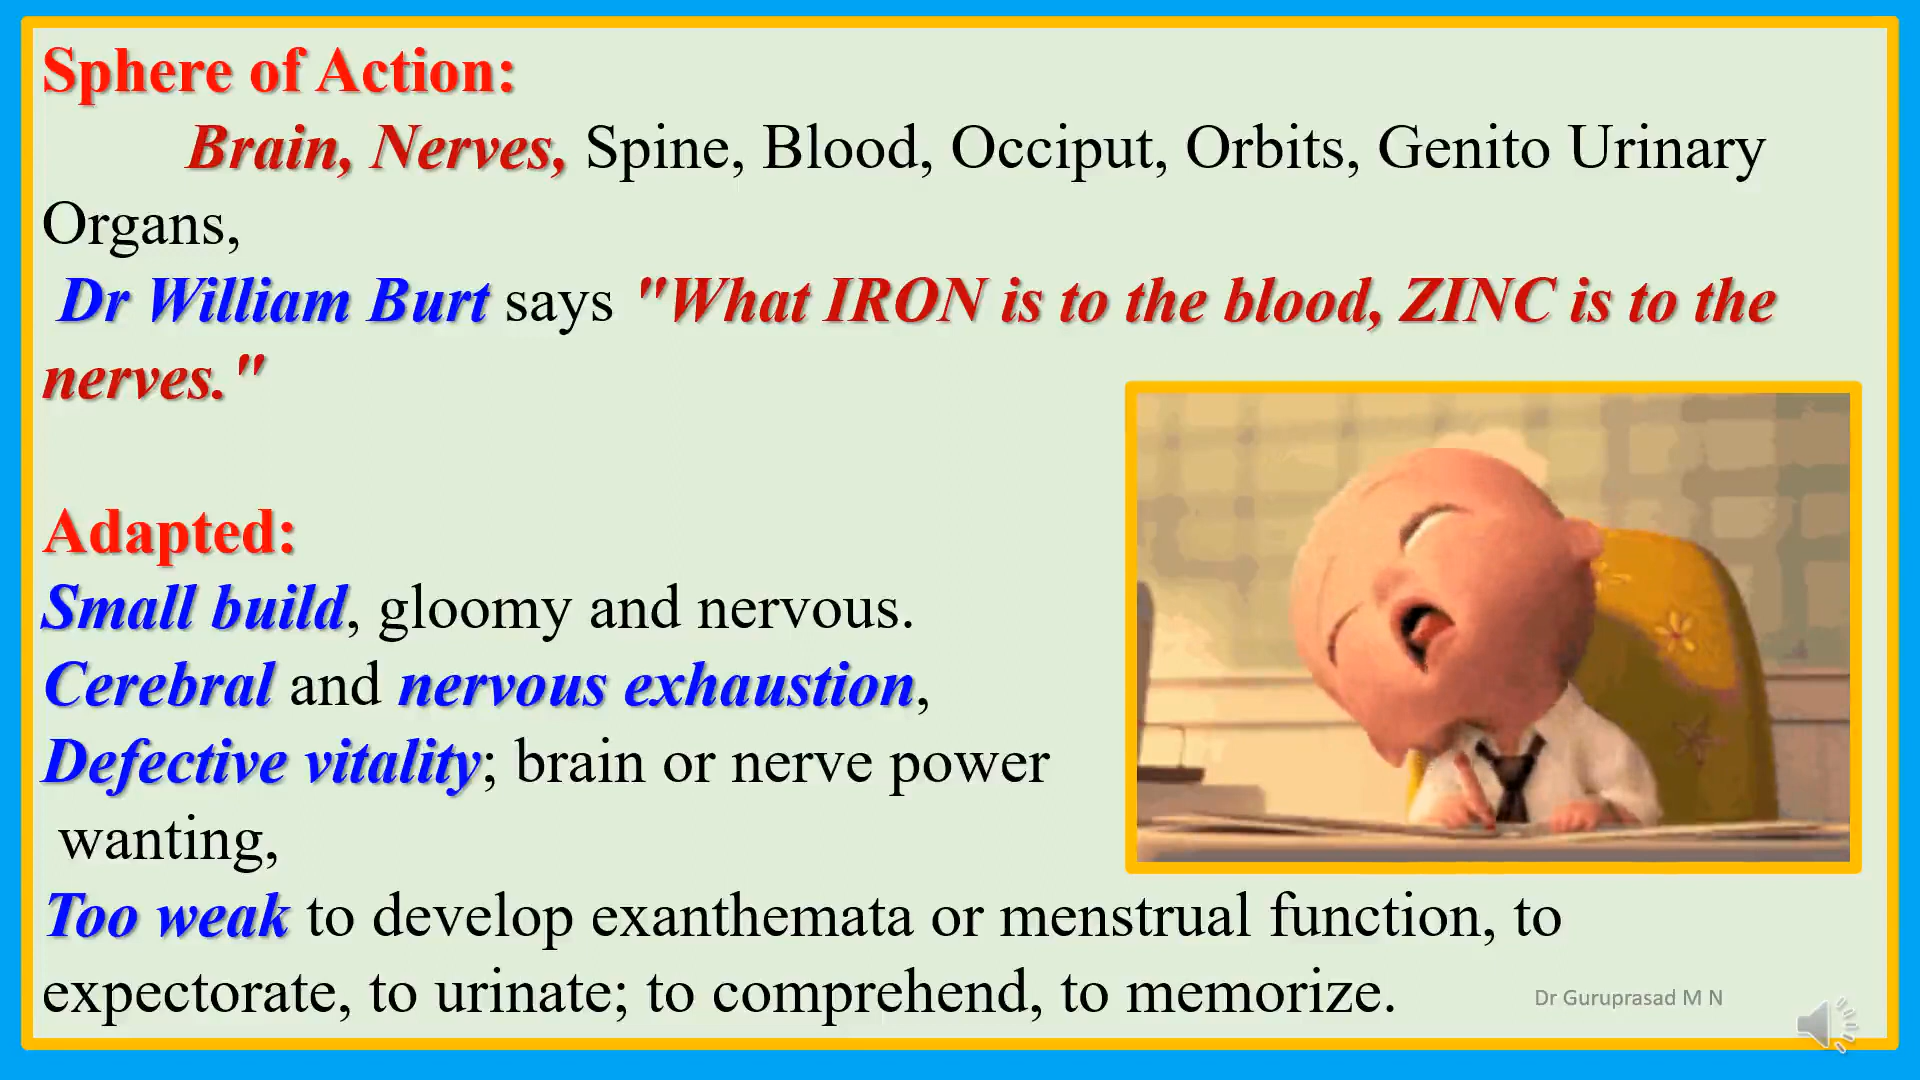 Sphere of Action:
Brain, Nerves, Spine, Blood, Occiput, Orbits, Genito Urinary
Organs,
Dr William Burt says "What IRON is to the blood, ZINC is to the
nerves."
Adapted:
Small build, gloomy and nervous.
Cerebral and nervous exhaustion,
Defective vitality; brain or nerve power
wanting,
Too weak to develop exanthemata or menstrual function, to
expectorate, to urinate; to comprehend, to memorize.
Dr Guruprasad M N